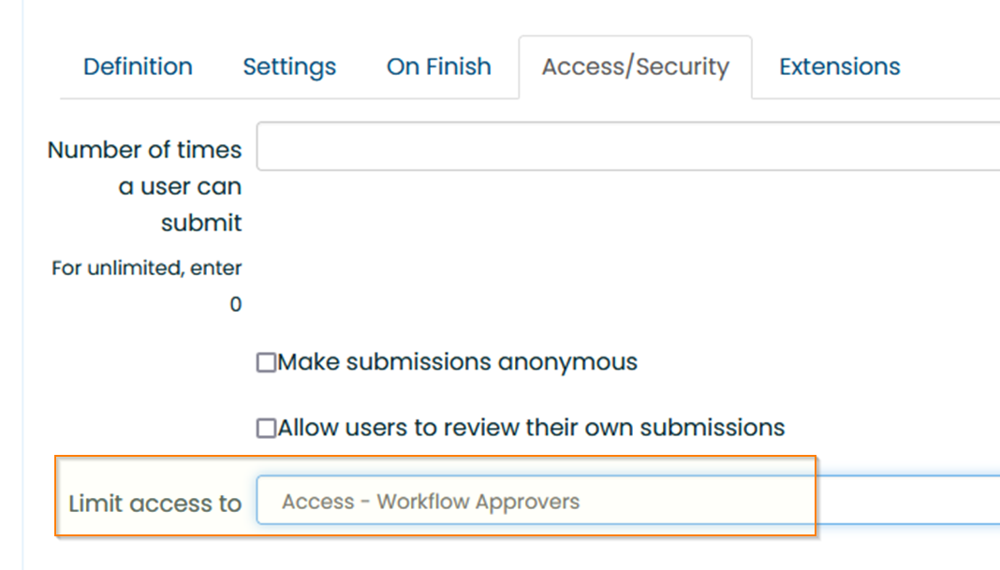 Definition Settings On Finish Access/Security Extensions
Number of times
a user can
submit
For unlimited, enter
0
Make submissions anonymous
Allow users to review their own submissions
Limit access to Access - Workflow Approvers